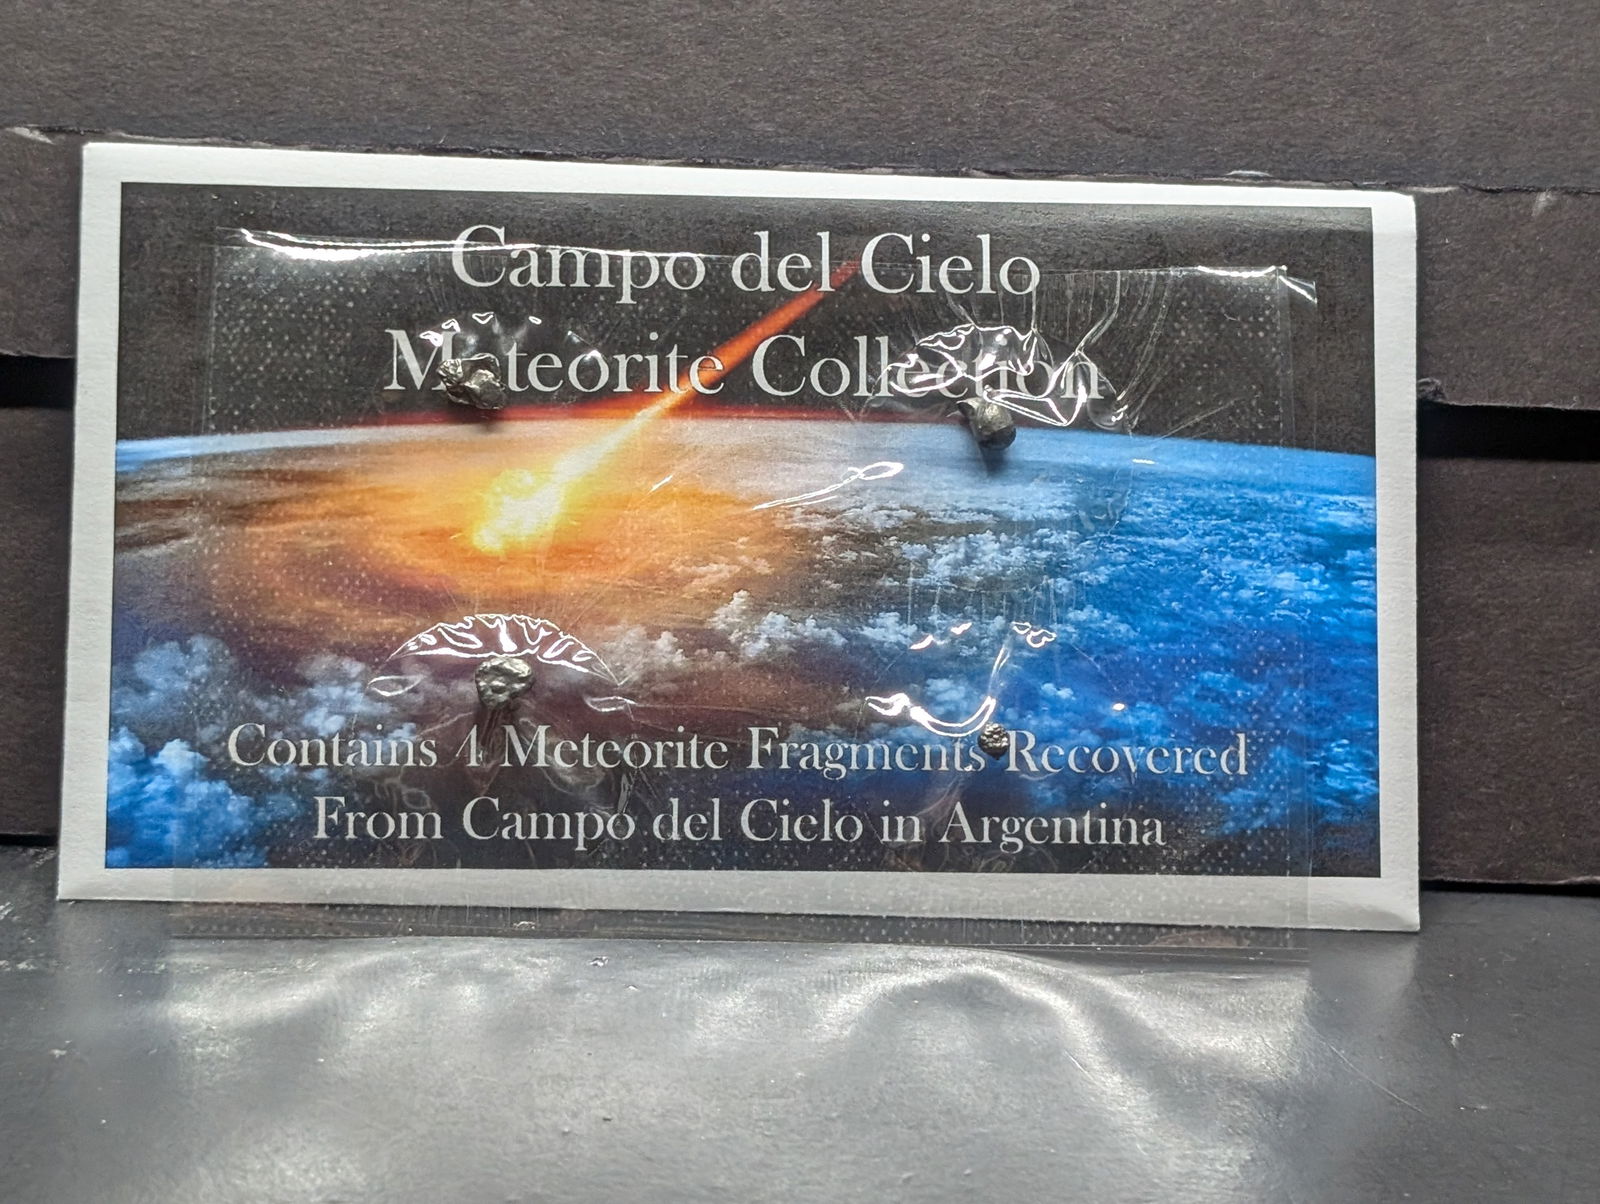 Campo del Cielo
Meteorite Collection
Contains 4 Meteorite Fragments Recovered
From Campo del Cielo in Argentina